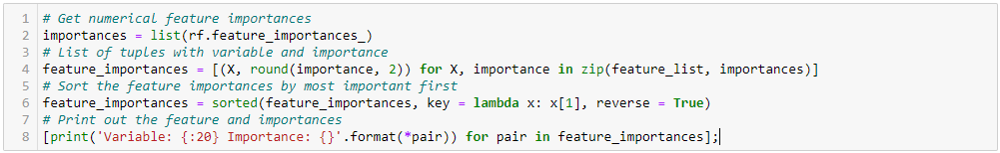 1 # Get numerical feature importances
2 importances = list(rf.feature_importances_)
3 # List of tuples with variable and importance
4 feature_importances = [(X, round(importance, 2)) for X, importance in zip(feature_list, importances)]
5 # Sort the feature importances by most important first
6 feature_importances = sorted(feature_importances, key = lambda x: x[1], reverse = True)
7 # Print out the feature and importances
8 [print('Variable: {:20} Importance: {}'.format(*pair)) for pair in feature_importances];